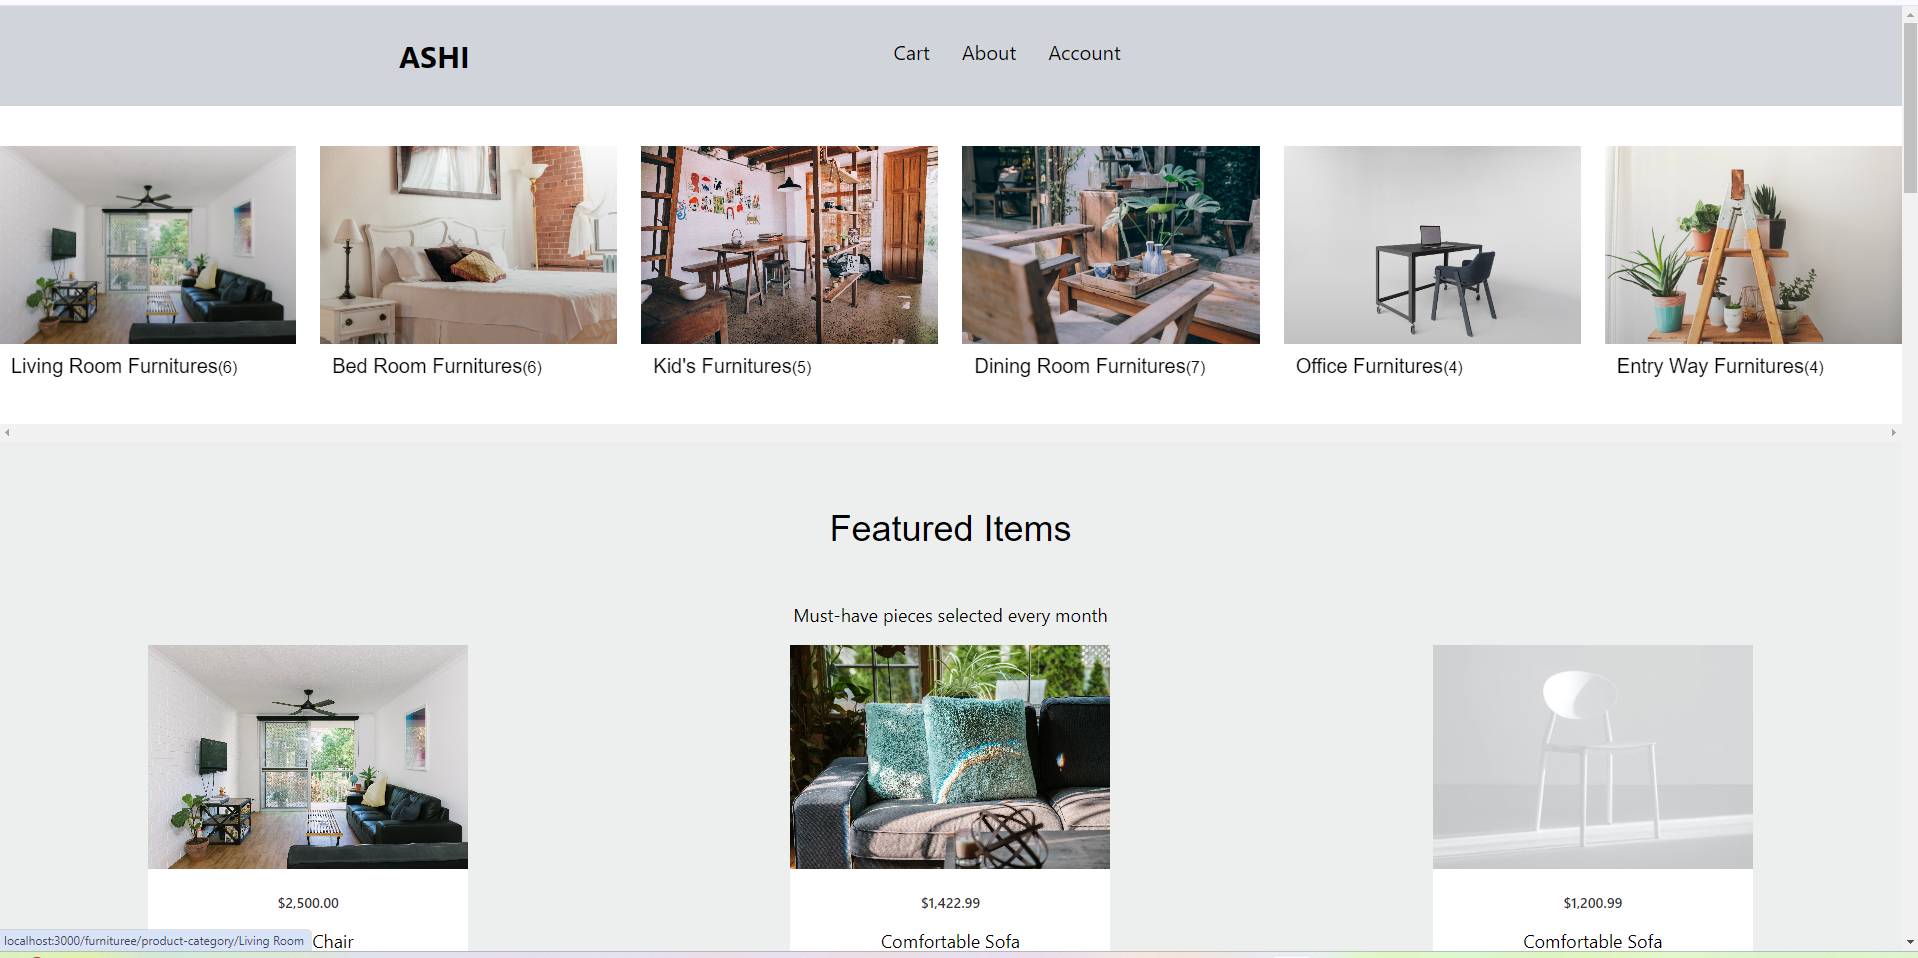 ASHI
Cart About Account
Living Room Furnitures(6)
Bed Room Furnitures(6)
Kid's Furnitures(5)
Dining Room Furnitures(7)
Office Furnitures(4)
Entry Way Furnitures(4)
Featured Items
Must-have pieces selected every month
$2,500.00
Chair
$1,422.99
Comfortable Sofa
$1,200.99
Comfortable Sofa
localhost:3000/furnituree/product-category/Living Room